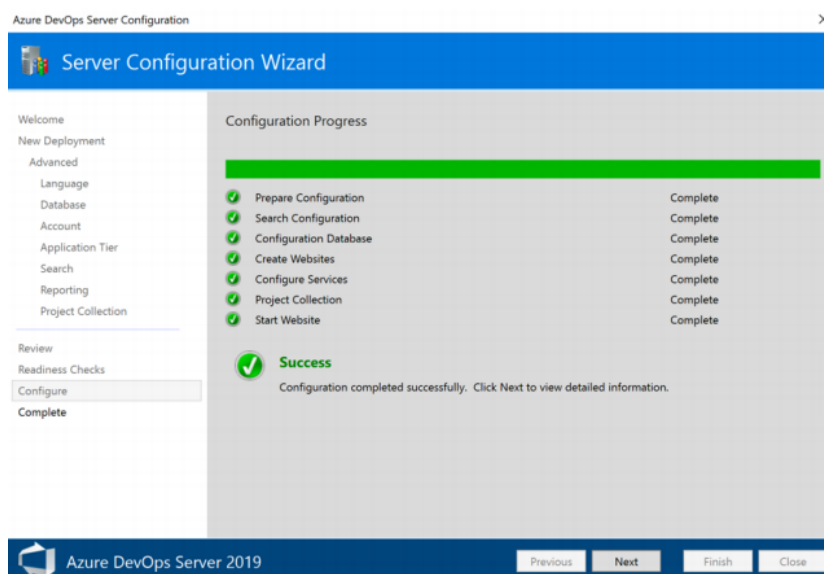 Azure DevOps Server Configuration
Server Configuration Wizard
Welcome
New Deployment
Advanced
Language
Database
Account
Application Tier
Search
Reporting
Project Collection
Review
Readiness Checks
Configure
Complete
Configuration Progress
Prepare Configuration Complete
Search Configuration Complete
Configuration Database Complete
Create Websites Complete
Configure Services Complete
Project Collection Complete
Start Website Complete
Success
Configuration completed successfully. Click Next to view detailed information.
Azure DevOps Server 2019
Previous Next Finish Close